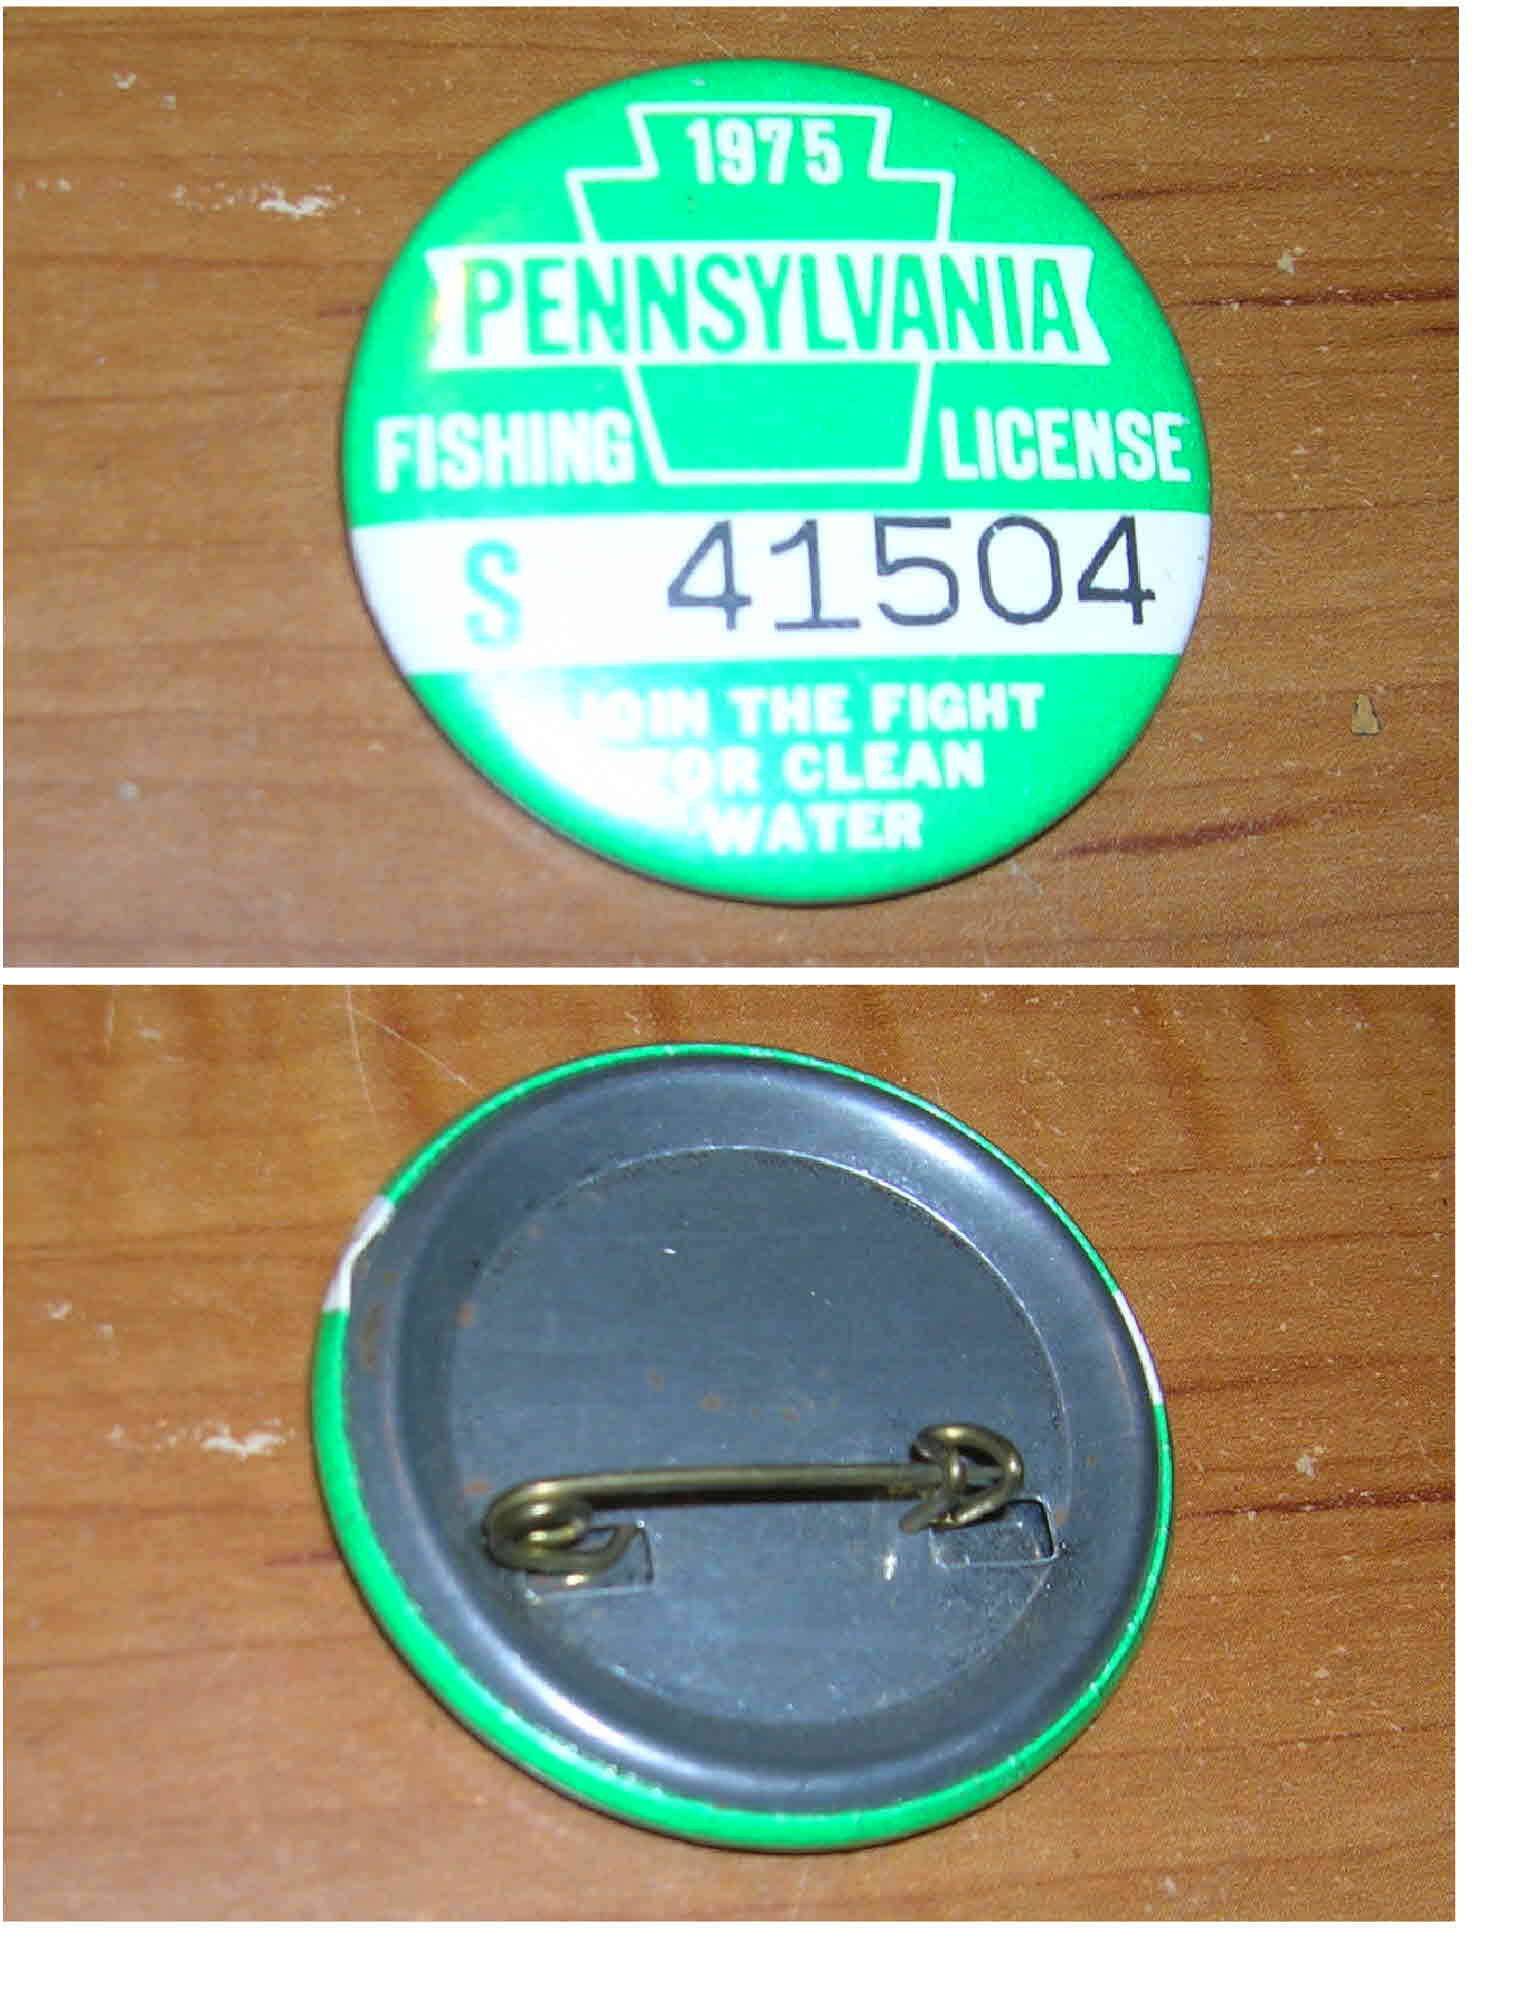 1975
PENNSYLVANIA
FISHING LICENSE
S 41504
JOIN THE FIGHT
FOR CLEAN
WATER